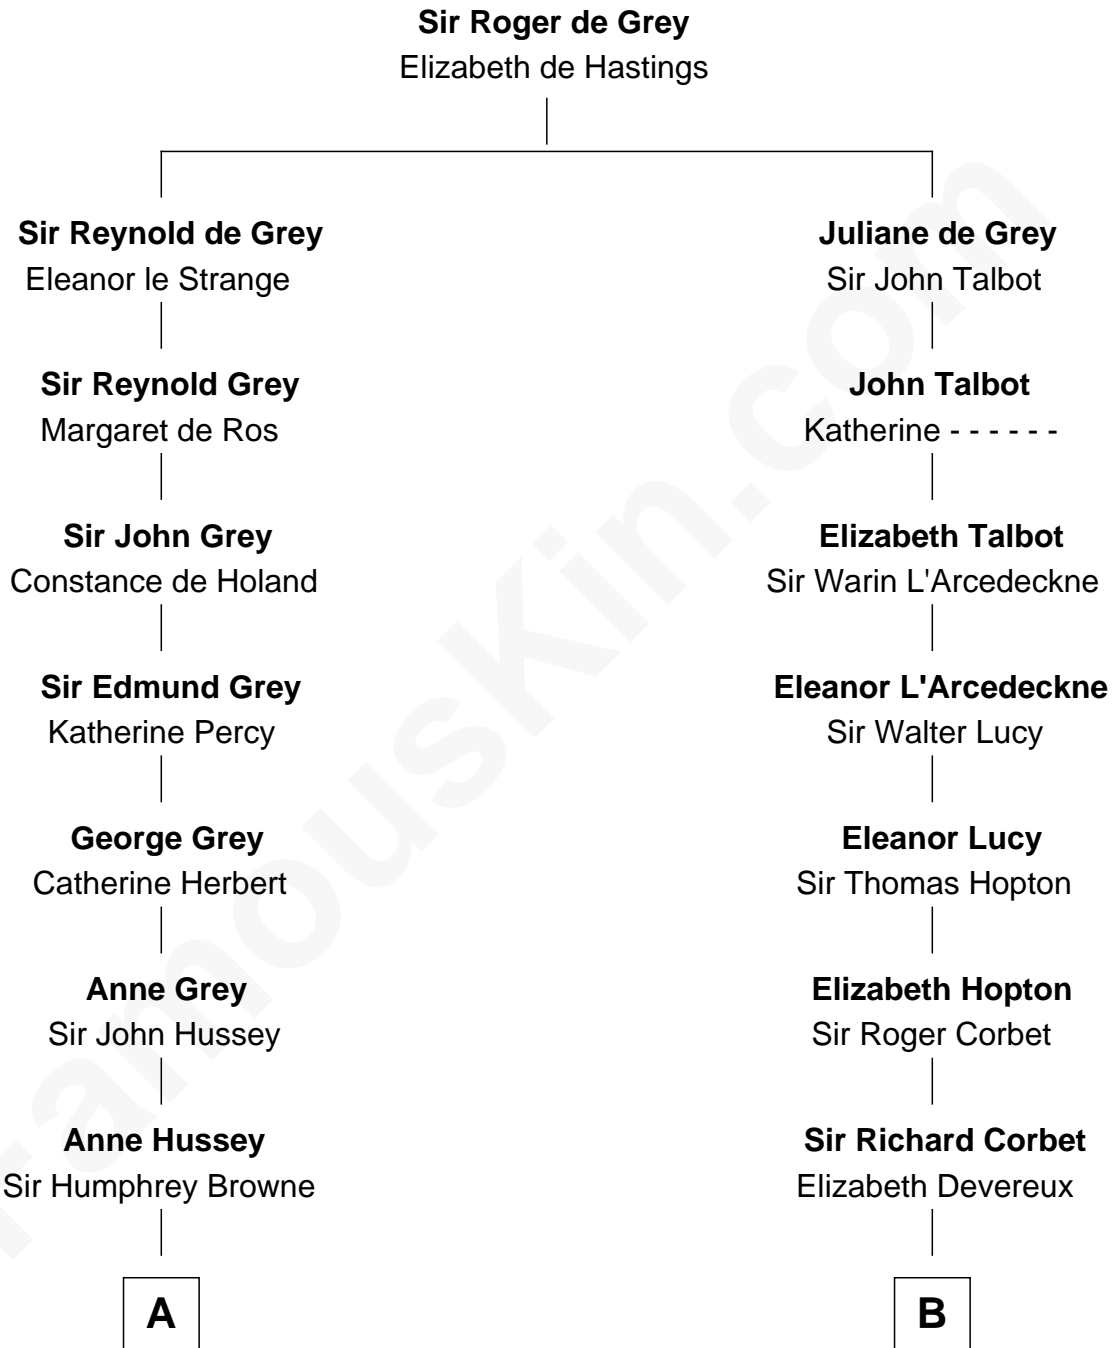 Sir Roger de Grey
Elizabeth de Hastings
Sir Reynold de Grey
Eleanor le Strange
Juliane de Grey
Sir John Talbot
Sir Reynold Grey
Margaret de Ros
John Talbot
Katherine - - - - - -
Sir John Grey
Constance de Holand
Elizabeth Talbot
Sir Warin L'Arcedeckne
Sir Edmund Grey
Katherine Percy
Eleanor L'Arcedeckne
Sir Walter Lucy
George Grey
Catherine Herbert
Eleanor Lucy
Sir Thomas Hopton
Anne Grey
Sir John Hussey
Elizabeth Hopton
Sir Roger Corbet
Anne Hussey
Sir Humphrey Browne
Sir Richard Corbet
Elizabeth Devereux
A
B
FamousKin.com